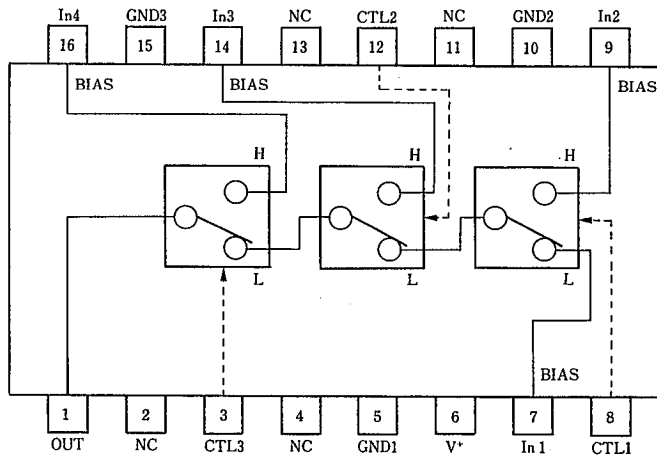 In4 GND3 In3 NC CTL2 NC GND2 In2
16 15 14 13 12 11 10 9
BIAS BIAS BIAS
H H H
L L L
BIAS
1 2 3 4 5 6 7 8
OUT NC CTL3 NC GND1 V+ In1 CTL1